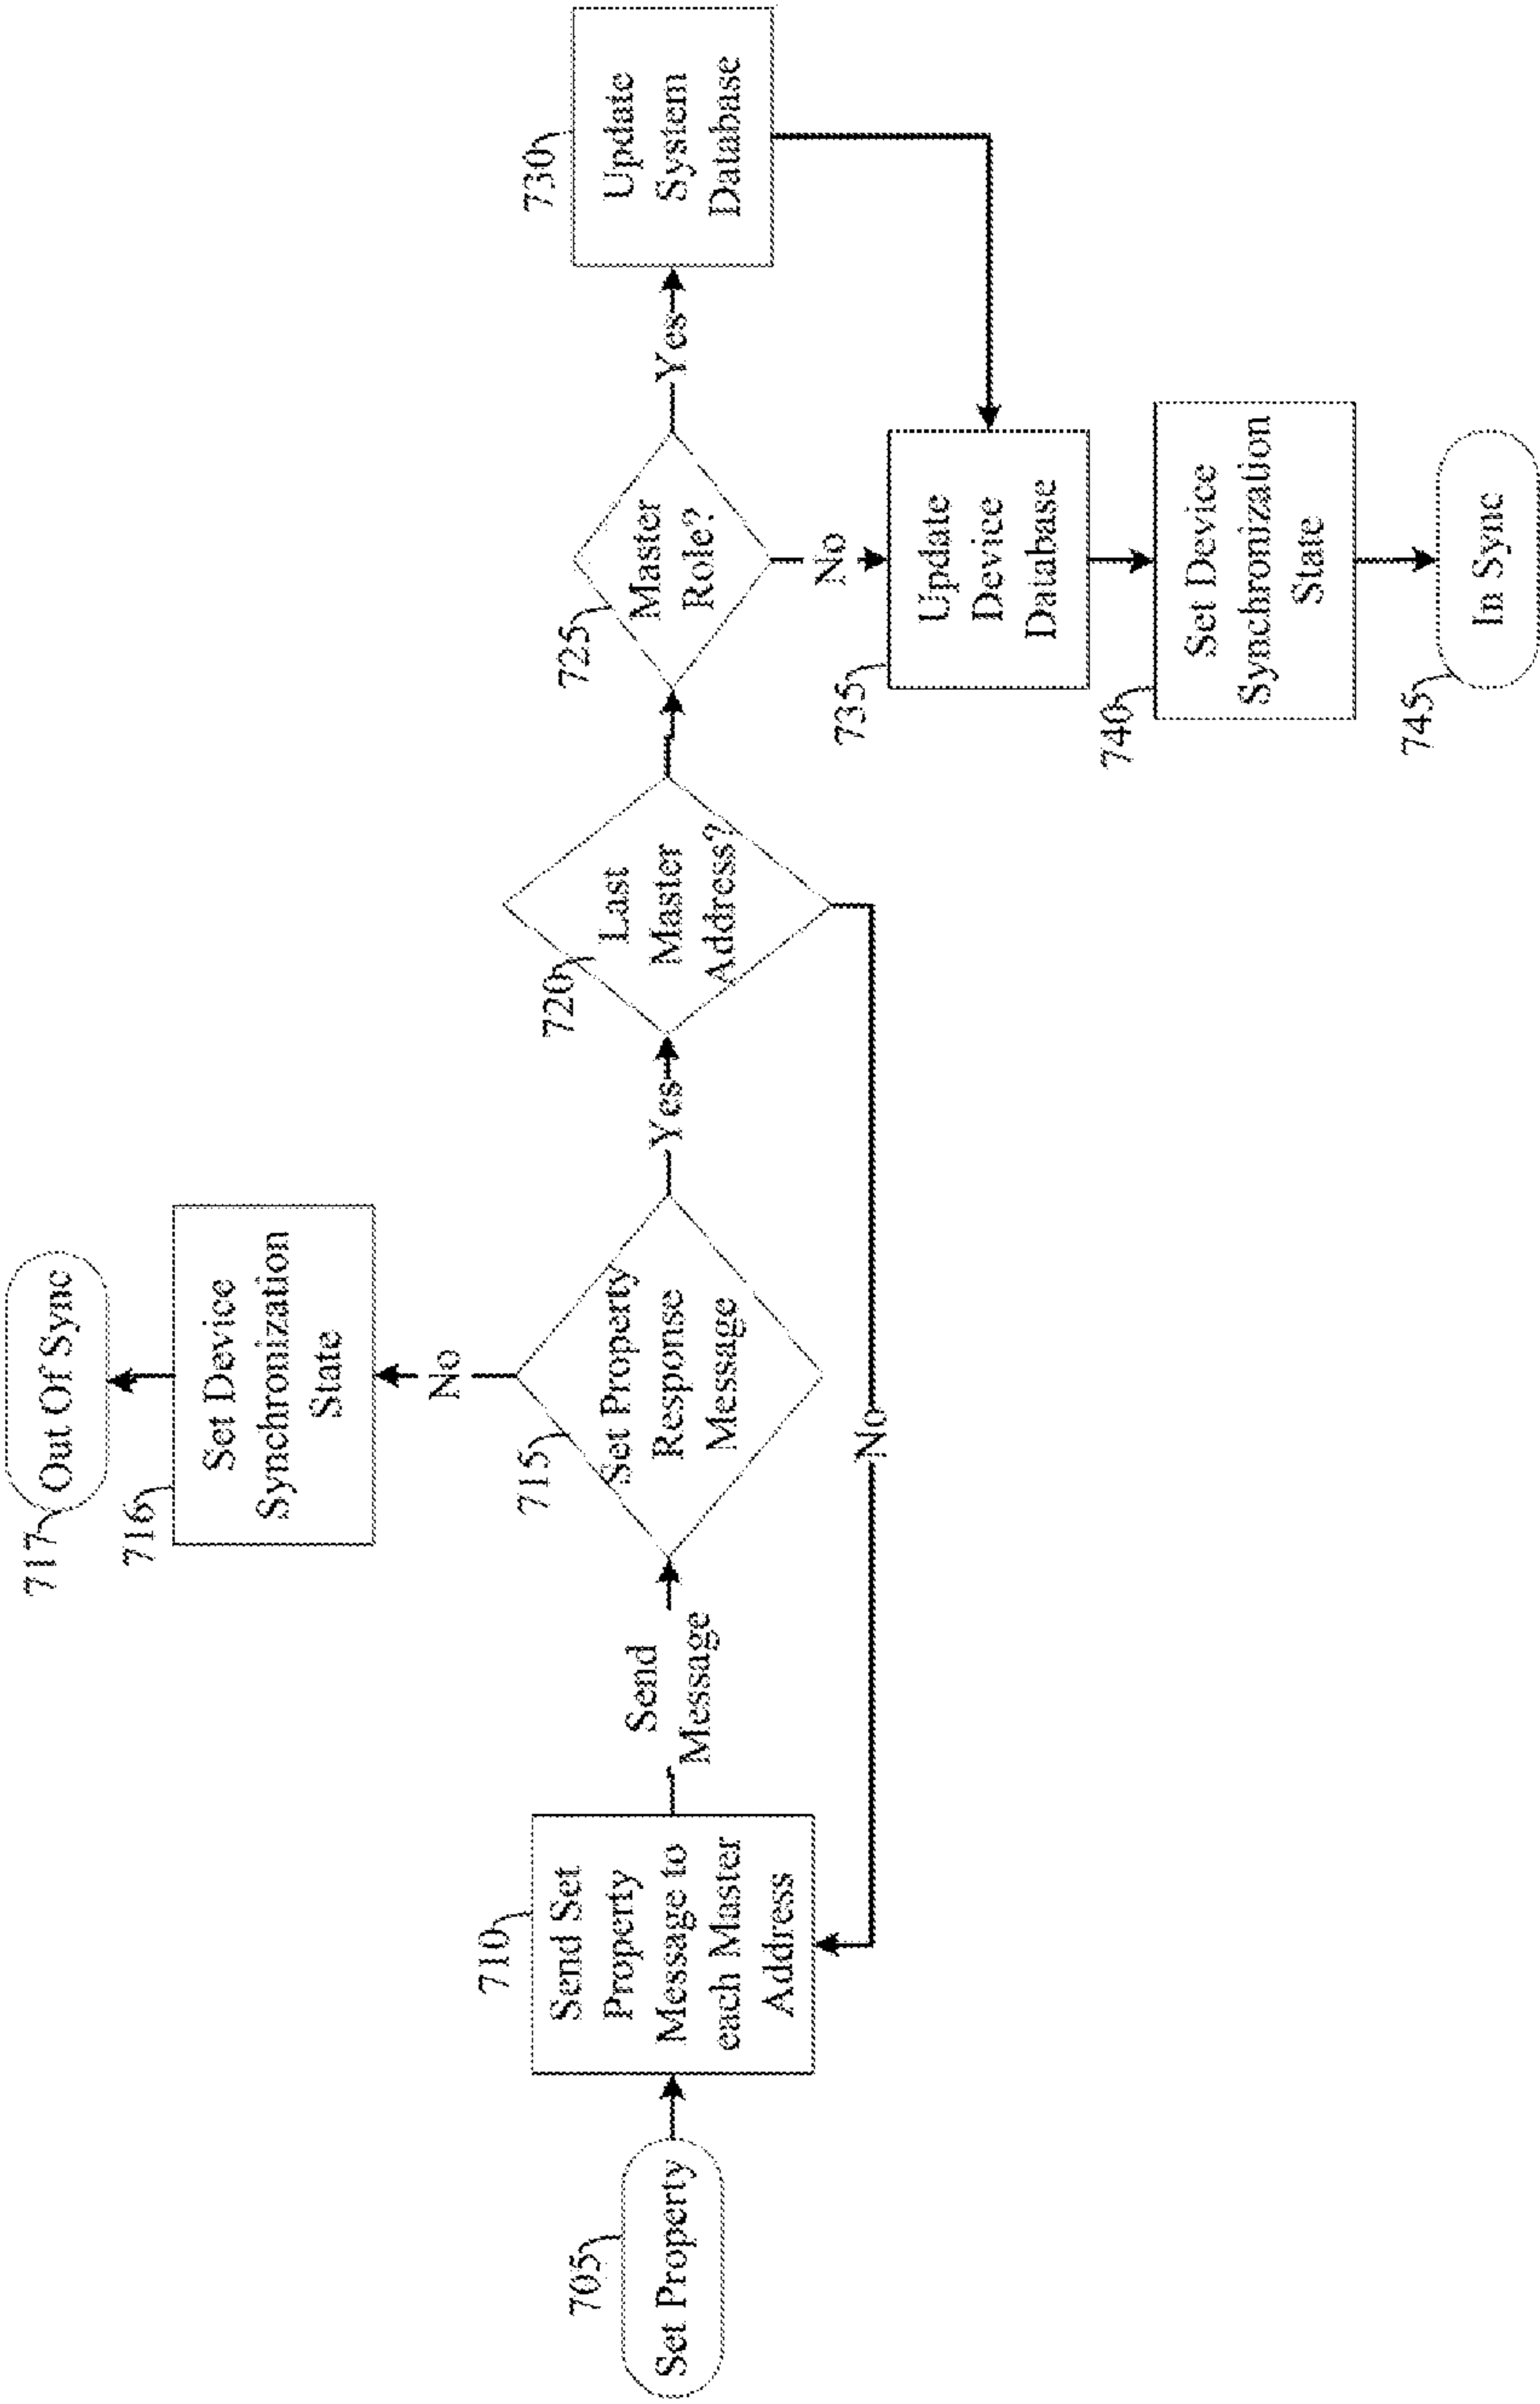 705
Set Property
710
Send Set
Property
Message to
each Master
Address
Send
Message
715
Set Property
Response
Message
No
716
Set Device
Synchronization
State
717
Out Of Sync
Yes
720
Last
Master
Address?
No
725
Master
Role?
Yes
730
Update
System
Database
No
735
Update
Device
Database
740
Set Device
Synchronization
State
745
In Sync